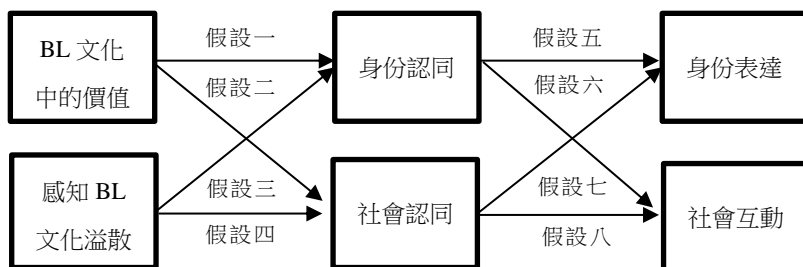 BL 文化
中的價值
假設一
假設二
身份認同
假設五
假設六
身份表達
感知 BL
文化溢散
假設三
假設四
社會認同
假設七
假設八
社會互動